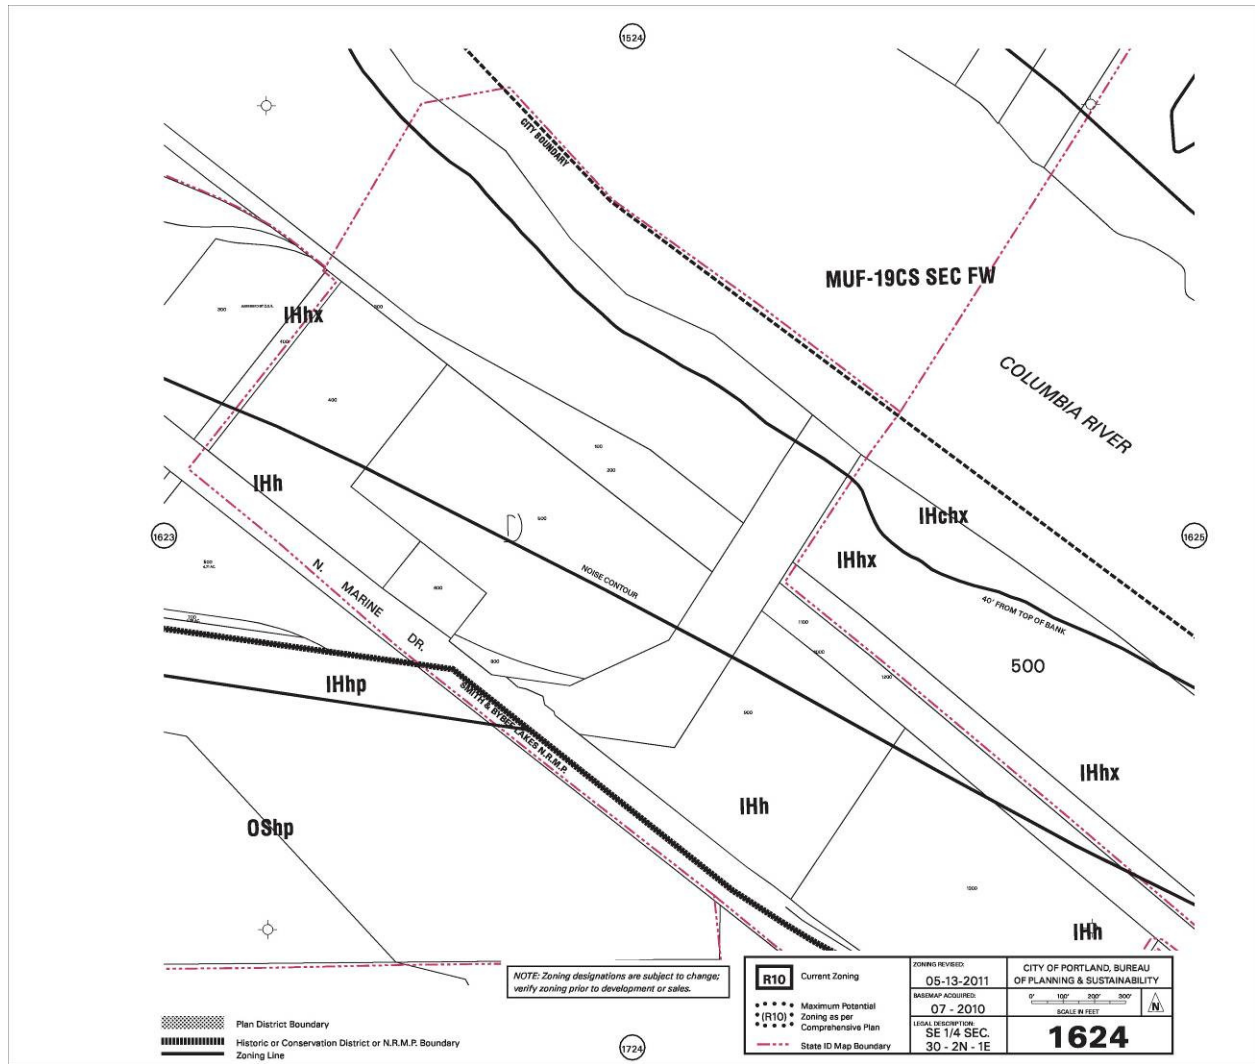 1524
CITY BOUNDARY
MUF-19CS SEC FW
COLUMBIA RIVER
300
IHhx
400
100
200
IHh
500
IHchx
1623
IHhx
1625
N. MARINE DR.
NOISE CONTOUR
40' FROM TOP OF BANK
600
1100
500
1200
IHhp
SMITH & BYBEE LAKES N.R.M.P.
900
IHhx
IHh
OShp
1300
IHh
NOTE: Zoning designations are subject to change;
verify zoning prior to development or sales.
Plan District Boundary
Historic or Conservation District or N.R.M.P. Boundary
Zoning Line
1724
R10
Current Zoning
(R10)
Maximum Potential
Zoning as per
Comprehensive Plan
State ID Map Boundary
ZONING REVISED:
05-13-2011
BASEMAP ACQUIRED:
07 - 2010
LEGAL DESCRIPTION:
SE 1/4 SEC.
30 - 2N - 1E
CITY OF PORTLAND, BUREAU
OF PLANNING & SUSTAINABILITY
0' 100' 200' 300'
SCALE IN FEET
N
1624